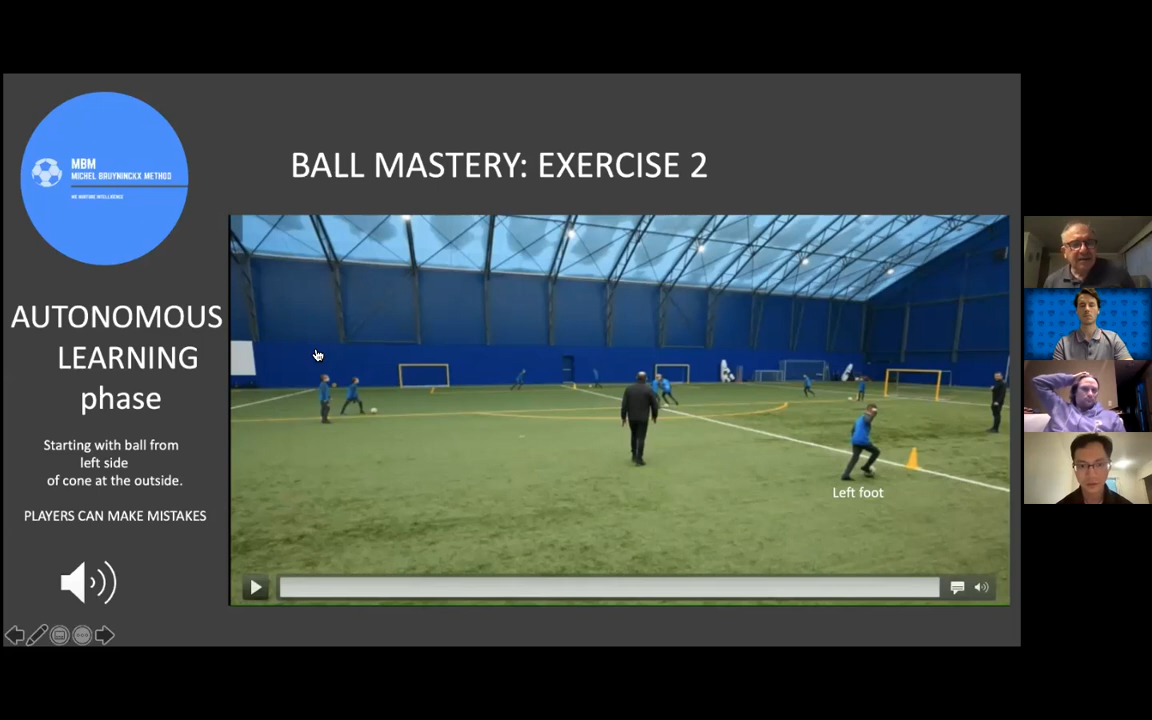 MBM
MICHEL BRUYNINCKX METHOD
BALL MASTERY: EXERCISE 2
AUTONOMOUS
LEARNING
phase
Starting with ball from
left side
of cone at the outside.
PLAYERS CAN MAKE MISTAKES
Left foot